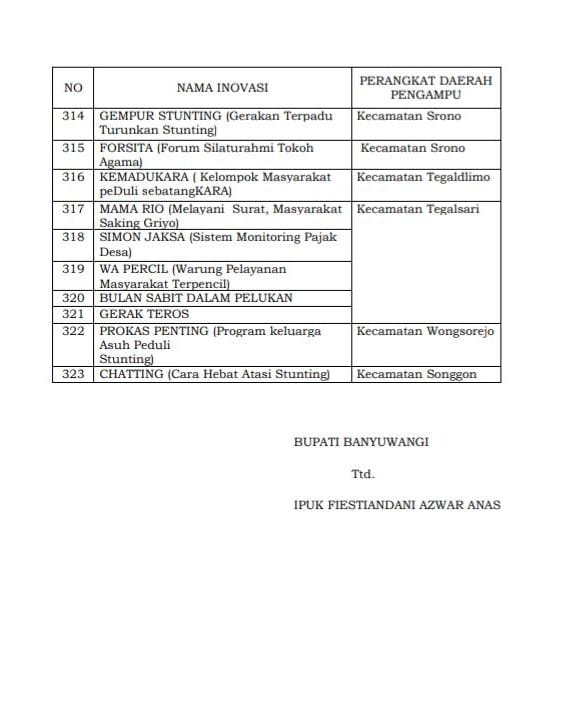 NO NAMA INOVASI PERANGKAT DAERAH
PENGAMPU
314 GEMPUR STUNTING (Gerakan Terpadu Kecamatan Srono
Turunkan Stunting)
315 FORSITA (Forum Silaturahmi Tokoh Kecamatan Srono
Agama)
316 KEMADUKARA ( Kelompok Masyarakat Kecamatan Tegaldlimo
peDuli sebatangKARA)
317 MAMA RIO (Melayani Surat, Masyarakat Kecamatan Tegalsari
Saking Griyo)
318 SIMON JAKSA (Sistem Monitoring Pajak
Desa)
319 WA PERCIL (Warung Pelayanan
Masyarakat Terpencil)
320 BULAN SABIT DALAM PELUKAN
321 GERAK TEROS
322 PROKAS PENTING (Program keluarga Kecamatan Wongsorejo
Asuh Peduli
Stunting)
323 CHATTING (Cara Hebat Atasi Stunting) Kecamatan Songgon
BUPATI BANYUWANGI
Ttd.
IPUK FIESTIANDANI AZWAR ANAS